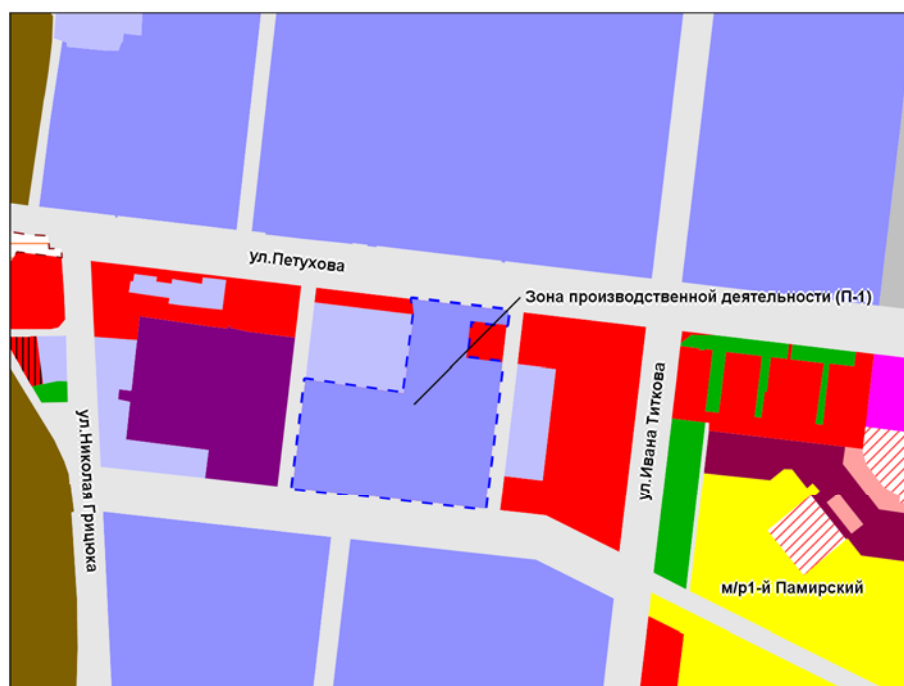 ул.Петухова
Зона производственной деятельности (П-1)
ул.Николая Грицюка
ул.Ивана Титкова
м/р1-й Памирский